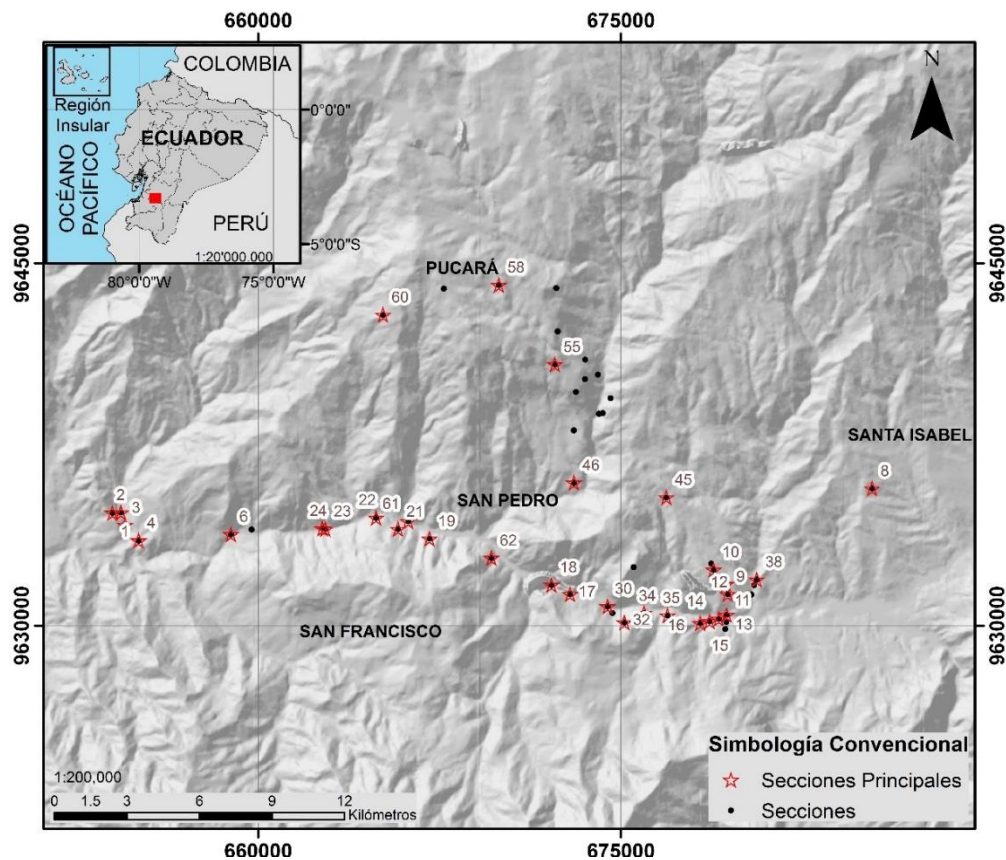 660000 675000
COLOMBIA
Región
Insular
0°0'0"
ECUADOR
OCÉANO
PACÍFICO
PERÚ
1:20'000.000
5°0'0"S
80°0'0"W 75°0'0"W
N
9645000 9645000
PUCARÁ 58
60
55
SANTA ISABEL
46 8
SAN PEDRO 45
2 3 22 61 21
1 4 6 24 23 19
62 10 38
18 12 9
17 30 34 35 14 11
SAN FRANCISCO 32 16 13
9630000 9630000
15
Simbología Convencional
1:200,000
Secciones Principales
0 1.5 3 6 9 12
Kilómetros
Secciones
660000 675000